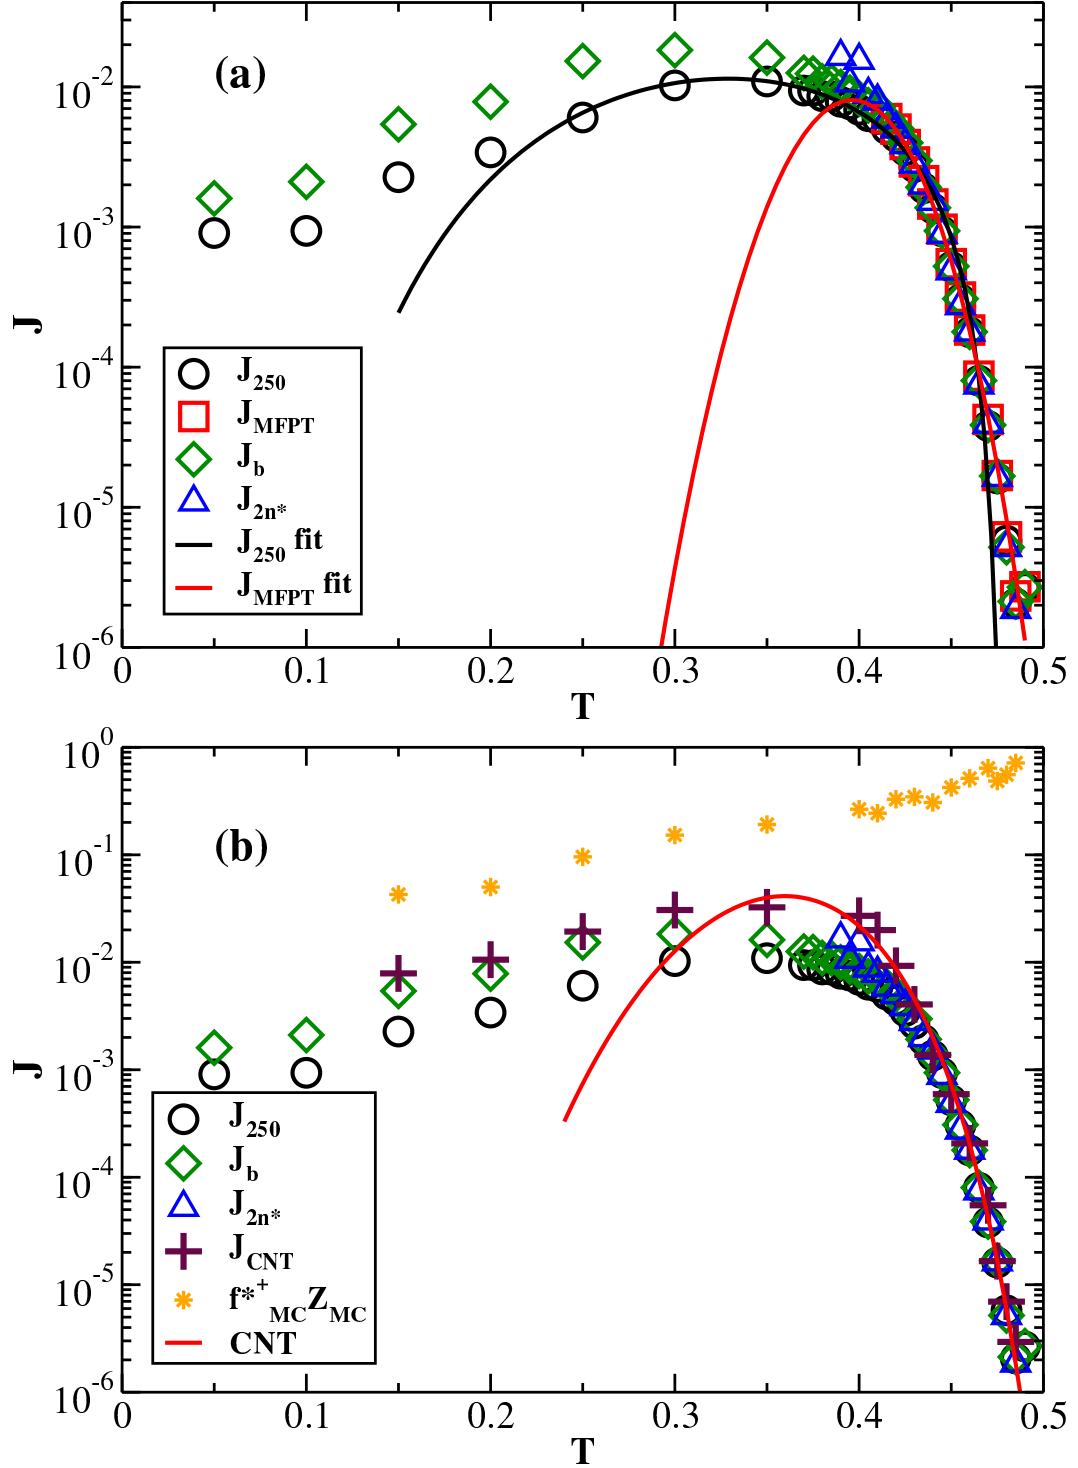 (a)
10^-2
10^-3
10^-4
10^-5
10^-6
J
J_250
J_MFPT
J_b
J_2n*
J_250 fit
J_MFPT fit
0 0.1 0.2 0.3 0.4 0.5
T
(b)
10^0
10^-1
10^-2
10^-3
10^-4
10^-5
10^-6
J
J_250
J_b
J_2n*
J_CNT
f*^+_MC Z_MC
CNT
0 0.1 0.2 0.3 0.4 0.5
T